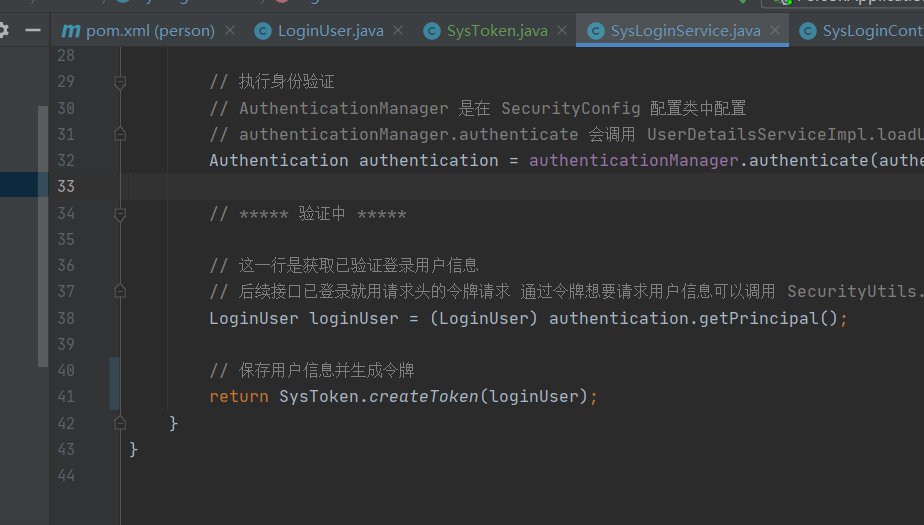 pom.xml (person) LoginUser.java SysToken.java SysLoginService.java SysLoginCont
28
29 // 执行身份验证
30 // AuthenticationManager 是在 SecurityConfig 配置类中配置
31 // authenticationManager.authenticate 会调用 UserDetailsServiceImpl.loadU
32 Authentication authentication = authenticationManager.authenticate(authe
33
34 // ***** 验证中 *****
35
36 // 这一行是获取已验证登录用户信息
37 // 后续接口已登录就用请求头的令牌请求 通过令牌想要请求用户信息可以调用 SecurityUtils.
38 LoginUser loginUser = (LoginUser) authentication.getPrincipal();
39
40 // 保存用户信息并生成令牌
41 return SysToken.createToken(loginUser);
42 }
43 }
44